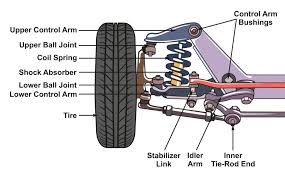 Upper Control Arm
Upper Ball Joint
Coil Spring
Shock Absorber
Lower Ball Joint
Lower Control Arm
Tire
Control Arm
Bushings
Stabilizer
Link
Idler
Arm
Inner
Tie-Rod End